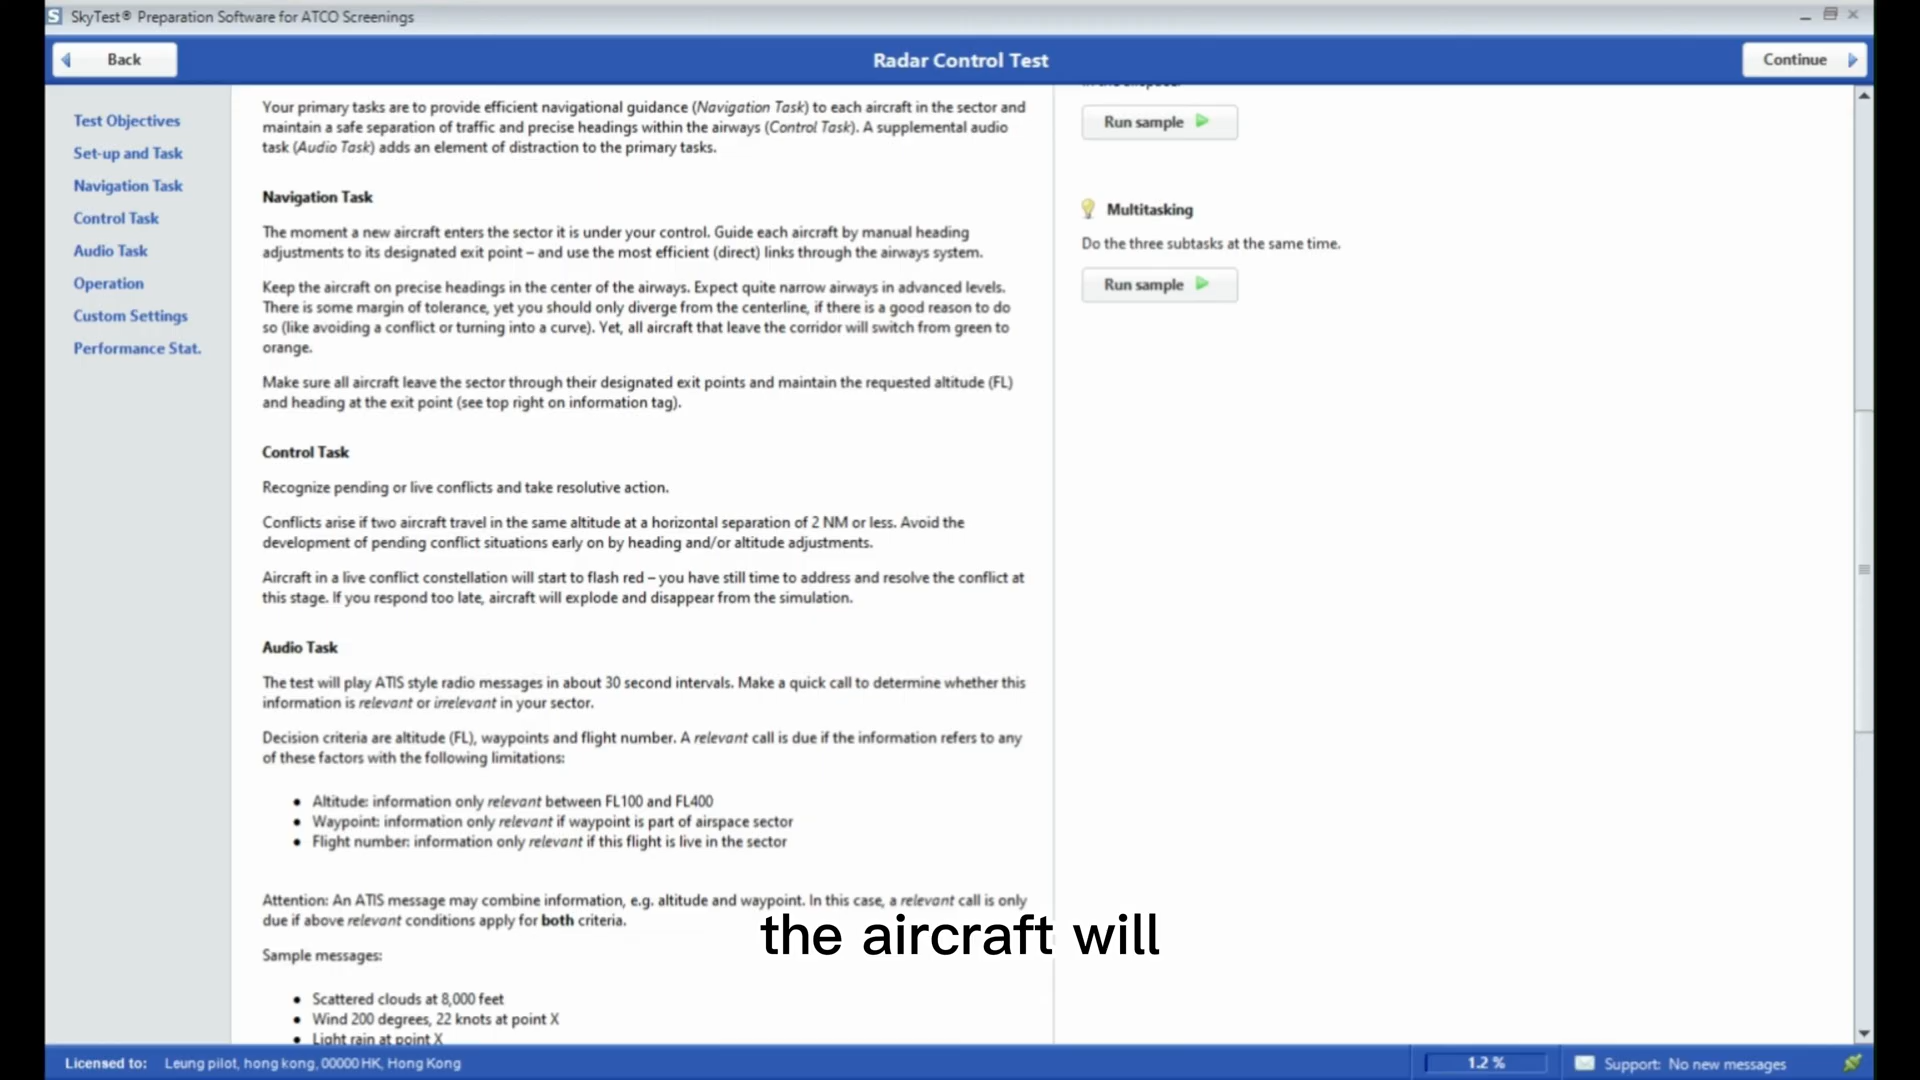 SkyTest® Preparation Software for ATCO Screenings
Back
Radar Control Test
Continue
Test Objectives
Set-up and Task
Navigation Task
Control Task
Audio Task
Operation
Custom Settings
Performance Stat.
Your primary tasks are to provide efficient navigational guidance (Navigation Task) to each aircraft in the sector and
maintain a safe separation of traffic and precise headings within the airways (Control Task). A supplemental audio
task (Audio Task) adds an element of distraction to the primary tasks.
Navigation Task
The moment a new aircraft enters the sector it is under your control. Guide each aircraft by manual heading
adjustments to its designated exit point – and use the most efficient (direct) links through the airways system.
Keep the aircraft on precise headings in the center of the airways. Expect quite narrow airways in advanced levels.
There is some margin of tolerance, yet you should only diverge from the centerline, if there is a good reason to do
so (like avoiding a conflict or turning into a curve). Yet, all aircraft that leave the corridor will switch from green to
orange.
Make sure all aircraft leave the sector through their designated exit points and maintain the requested altitude (FL)
and heading at the exit point (see top right on information tag).
Control Task
Recognize pending or live conflicts and take resolutive action.
Conflicts arise if two aircraft travel in the same altitude at a horizontal separation of 2 NM or less. Avoid the
development of pending conflict situations early on by heading and/or altitude adjustments.
Aircraft in a live conflict constellation will start to flash red – you have still time to address and resolve the conflict at
this stage. If you respond too late, aircraft will explode and disappear from the simulation.
Audio Task
The test will play ATIS style radio messages in about 30 second intervals. Make a quick call to determine whether this
information is relevant or irrelevant in your sector.
Decision criteria are altitude (FL), waypoints and flight number. A relevant call is due if the information refers to any
of these factors with the following limitations:
• Altitude: information only relevant between FL100 and FL400
• Waypoint: information only relevant if waypoint is part of airspace sector
• Flight number: information only relevant if this flight is live in the sector
Attention: An ATIS message may combine information, e.g. altitude and waypoint. In this case, a relevant call is only
due if above relevant conditions apply for both criteria.
Sample messages:
• Scattered clouds at 8,000 feet
• Wind 200 degrees, 22 knots at point X
• Light rain at point X
Run sample
Multitasking
Do the three subtasks at the same time.
Run sample
the aircraft will
Licensed to: Leung pilot, hong kong, 00000 HK, Hong Kong
1.2 %
Support: No new messages